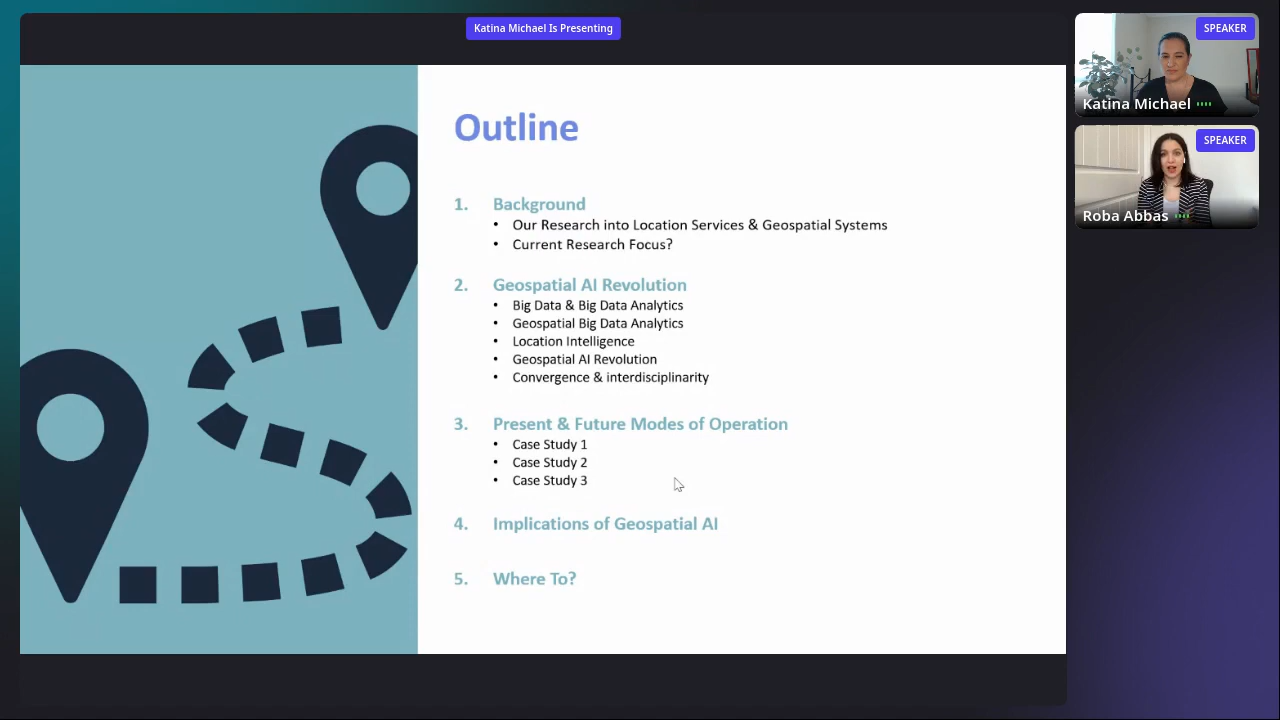 Katina Michael Is Presenting
SPEAKER
Katina Michael
SPEAKER
Roba Abbas
Outline
1. Background
• Our Research into Location Services & Geospatial Systems
• Current Research Focus?
2. Geospatial AI Revolution
• Big Data & Big Data Analytics
• Geospatial Big Data Analytics
• Location Intelligence
• Geospatial AI Revolution
• Convergence & interdisciplinarity
3. Present & Future Modes of Operation
• Case Study 1
• Case Study 2
• Case Study 3
4. Implications of Geospatial AI
5. Where To?